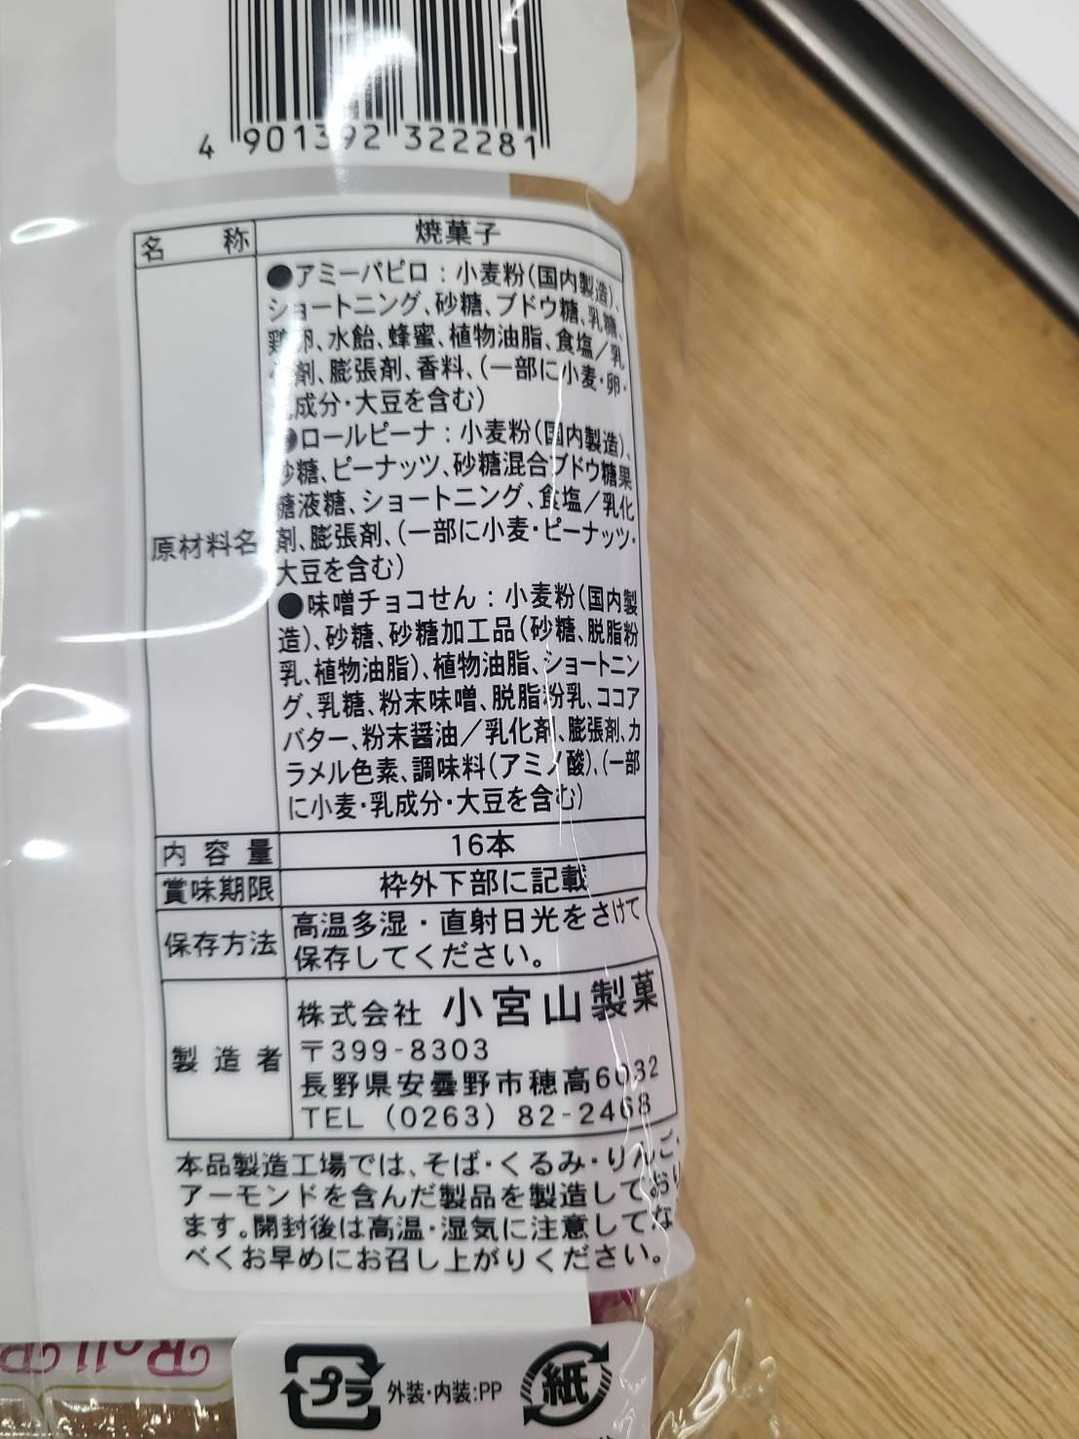 4 901392 322281
名 称 焼菓子
原材料名
●アミーパピロ：小麦粉(国内製造)、
ショートニング、砂糖、ブドウ糖、乳糖、
鶏卵、水飴、蜂蜜、植物油脂、食塩／乳
化剤、膨張剤、香料、(一部に小麦・卵・
乳成分・大豆を含む)
●ロールピーナ：小麦粉(国内製造)、
砂糖、ピーナッツ、砂糖混合ブドウ糖果
糖液糖、ショートニング、食塩／乳化
剤、膨張剤、(一部に小麦・ピーナッツ・
大豆を含む)
●味噌チョコせん：小麦粉(国内製
造)、砂糖、砂糖加工品(砂糖、脱脂粉
乳、植物油脂)、植物油脂、ショートニン
グ、乳糖、粉末味噌、脱脂粉乳、ココア
バター、粉末醤油／乳化剤、膨張剤、カ
ラメル色素、調味料(アミノ酸)、(一部
に小麦・乳成分・大豆を含む)
内容量 16本
賞味期限 枠外下部に記載
保存方法 高温多湿・直射日光をさけて
保存してください。
製造者 株式会社 小宮山製菓
〒399-8303
長野県安曇野市穂高6032
TEL (0263) 82-2468
本品製造工場では、そば・くるみ・りんご・
アーモンドを含んだ製品を製造しており
ます。開封後は高温・湿気に注意してな
べくお早めにお召し上がりください。
Roll
プラ 外装・内装:PP 紙